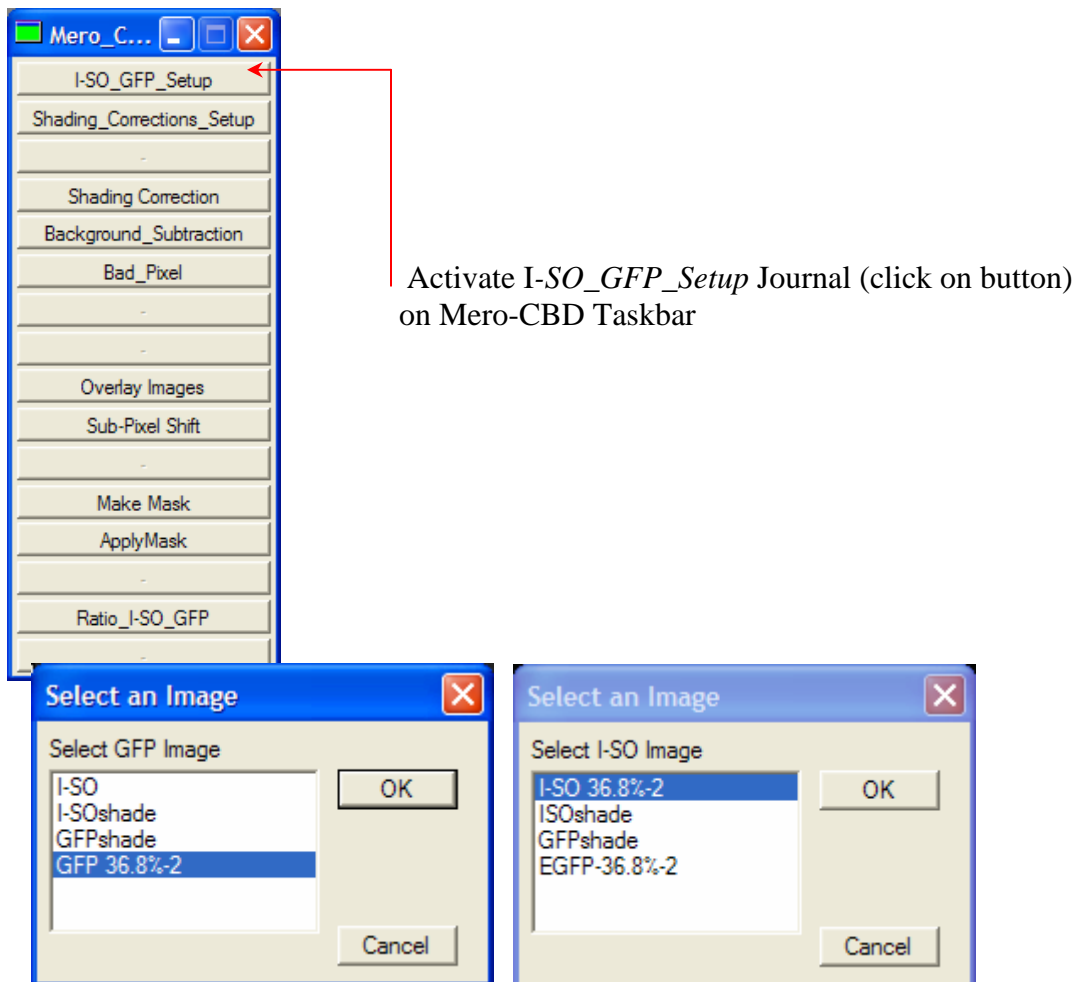 Mero_C...
I-SO_GFP_Setup
Shading_Corrections_Setup
-
Shading Correction
Background_Subtraction
Bad_Pixel
-
-
Overlay Images
Sub-Pixel Shift
-
Make Mask
ApplyMask
-
Ratio_I-SO_GFP
-
Activate I-SO_GFP_Setup Journal (click on button)
on Mero-CBD Taskbar
Select an Image
Select GFP Image
I-SO
I-SOshade
GFPshade
GFP 36.8%-2
OK
Cancel
Select an Image
Select I-SO Image
I-SO 36.8%-2
ISOshade
GFPshade
EGFP-36.8%-2
OK
Cancel